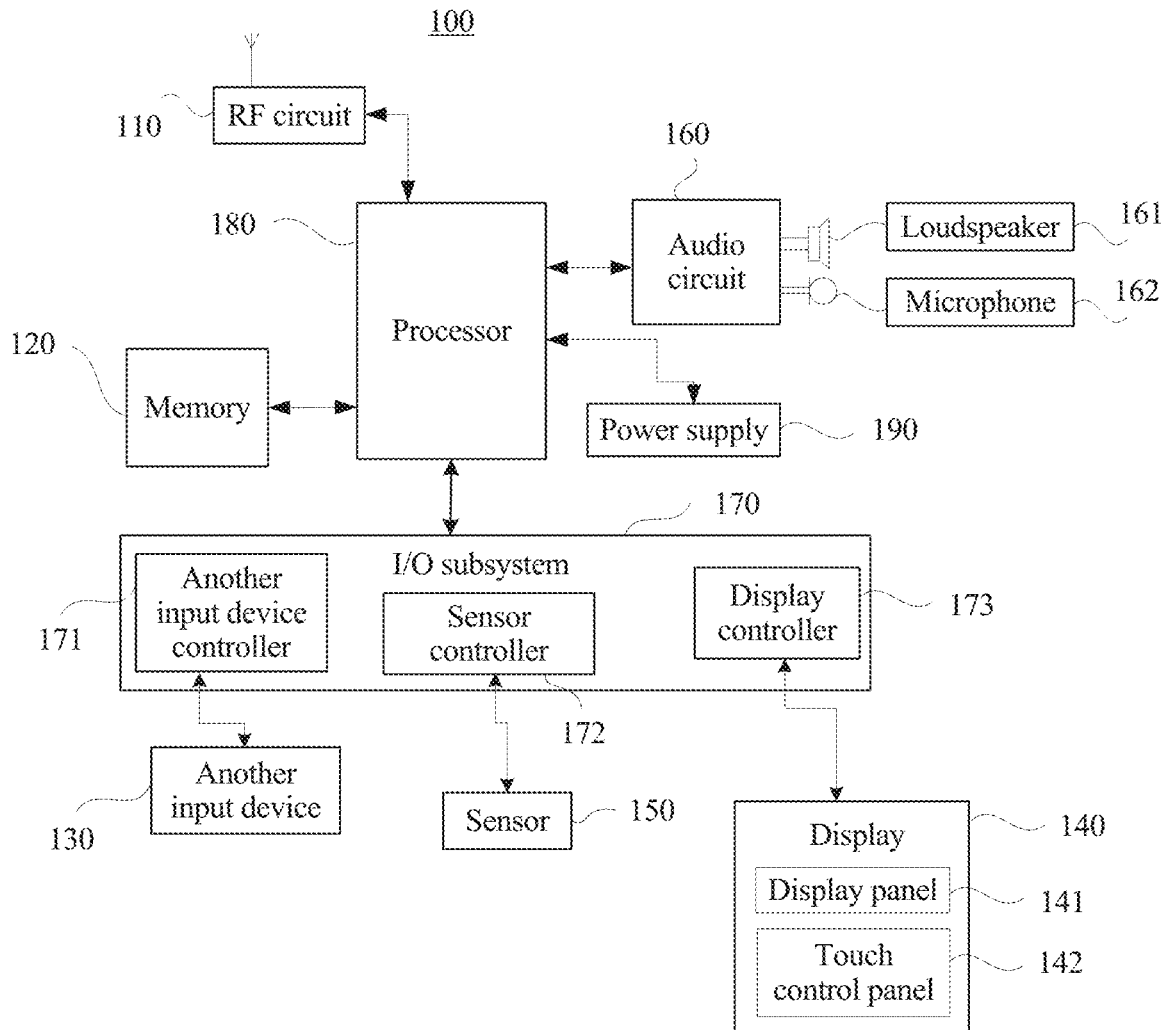 100
RF circuit
110
160
180
Audio
circuit
Loudspeaker
161
Microphone
162
Processor
120
Memory
Power supply
190
170
I/O subsystem
Another
input device
controller
171
Sensor
controller
172
Display
controller
173
Another
input device
130
Sensor
150
Display
140
Display panel
141
Touch
control panel
142